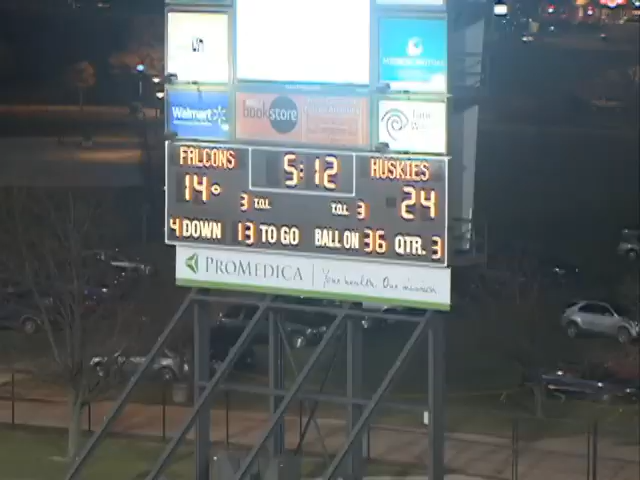 Walmart
bookstore
Time
FALCONS 5:12 HUSKIES
14 3 T.O.L T.O.L 3 24
4 DOWN 13 TO GO BALL ON 36 QTR. 3
PROMEDICA Your health. Our mission.